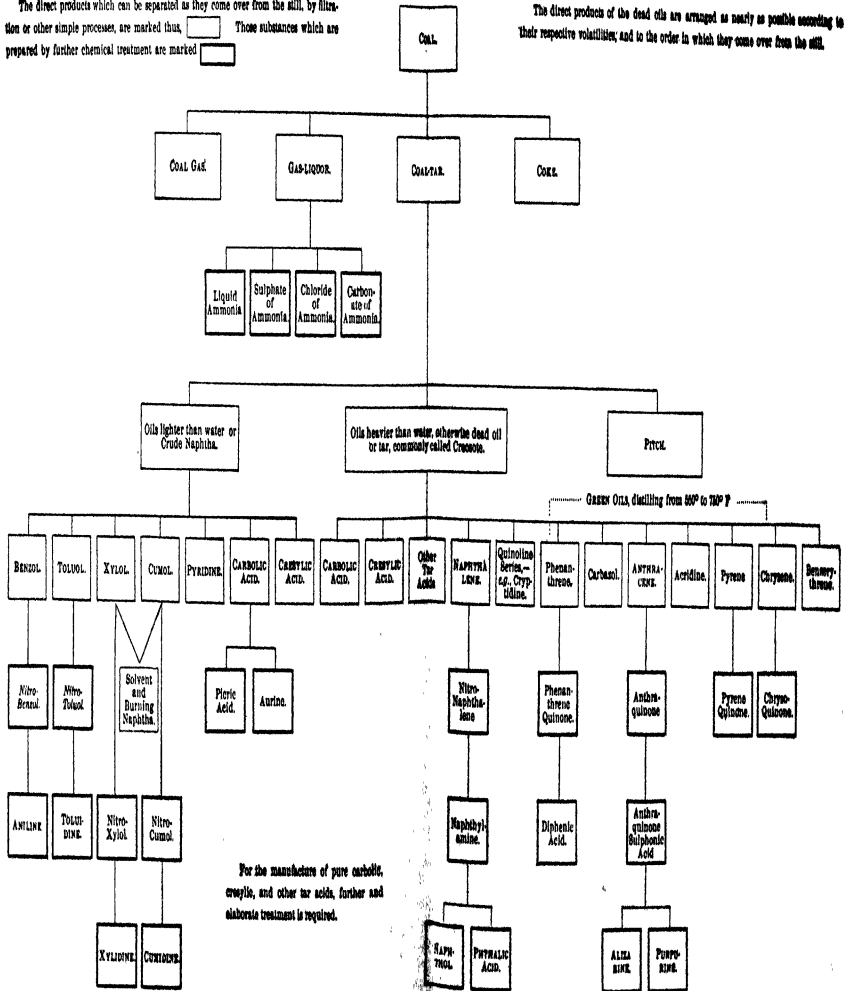 The direct products which can be separated as they come over from the still, by filtra-
tion or other simple processes, are marked thus, Those substances which are
prepared by further chemical treatment are marked
The direct products of the dead oils are arranged as nearly as possible according to
their respective volatilities, and to the order in which they come over from the still.
COAL.
COAL GAS.
GAS-LIQUOR.
COAL-TAR.
COKE.
Liquid
Ammonia
Sulphate
of
Ammonia.
Chloride
of
Ammonia.
Carbon-
ate of
Ammonia.
Oils lighter than water or
Crude Naphtha.
Oils heavier than water, otherwise dead oil
or tar, commonly called Creosote.
PITCH.
GREEN OILS, distilling from 550° to 750° F
BENZOL.
TOLUOL.
XYLOL.
CUMOL.
PYRIDINE.
CARBOLIC
ACID.
CRESYLIC
ACID.
CARBOLIC
ACID.
CRESYLIC
ACID.
Other
Tar
Acids
NAPHTHA
LENE.
Quinoline
Series,—
e.g., Cryp-
tidine.
Phenan-
threne.
Carbazol.
ANTHRA-
CENE.
Acridine.
Pyrene
Chrysene.
Benzery-
threne.
Nitro-
Benzol.
Nitro-
Toluol.
Solvent
and
Burning
Naphtha.
Picric
Acid.
Aurine.
Nitro-
Naphtha-
lene
Phenan-
threne
Quinone.
Anthra-
quinone
Pyrene
Quinone.
Chryso-
Quinone.
ANILINE
TOLUI-
DINE.
Nitro-
Xylol.
Nitro-
Cumol.
Naphthyl-
amine.
Diphenic
Acid.
Anthra-
quinone
Sulphonic
Acid
For the manufacture of pure carbolic,
cresylic, and other tar acids, further and
elaborate treatment is required.
XYLIDINE.
CUMIDINE.
NAPH-
THOL.
PHTHALIC
ACID.
ALIZA
RINE.
PURPU-
RINE.